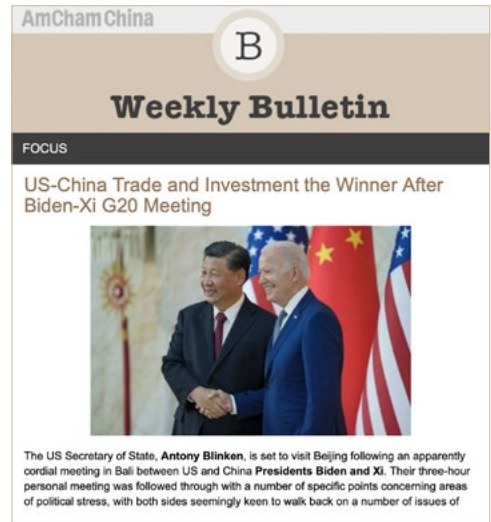 AmCham China
B
Weekly Bulletin
FOCUS
US-China Trade and Investment the Winner After
Biden-Xi G20 Meeting
The US Secretary of State, Antony Blinken, is set to visit Beijing following an apparently
cordial meeting in Bali between US and China Presidents Biden and Xi. Their three-hour
personal meeting was followed through with a number of specific points concerning areas
of political stress, with both sides seemingly keen to walk back on a number of issues of